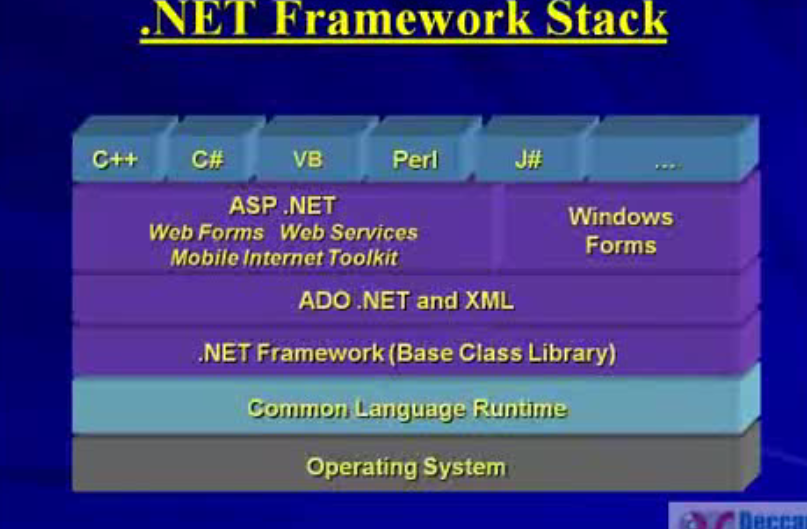 .NET Framework Stack
C++ C# VB Perl J# ...
ASP .NET
Web Forms Web Services
Mobile Internet Toolkit
Windows
Forms
ADO .NET and XML
.NET Framework (Base Class Library)
Common Language Runtime
Operating System